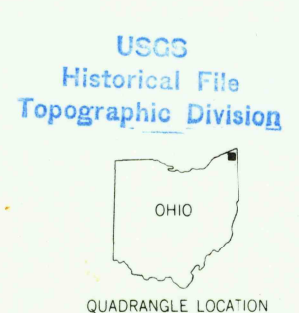 USGS
Historical File
Topographic Division
OHIO
QUADRANGLE LOCATION